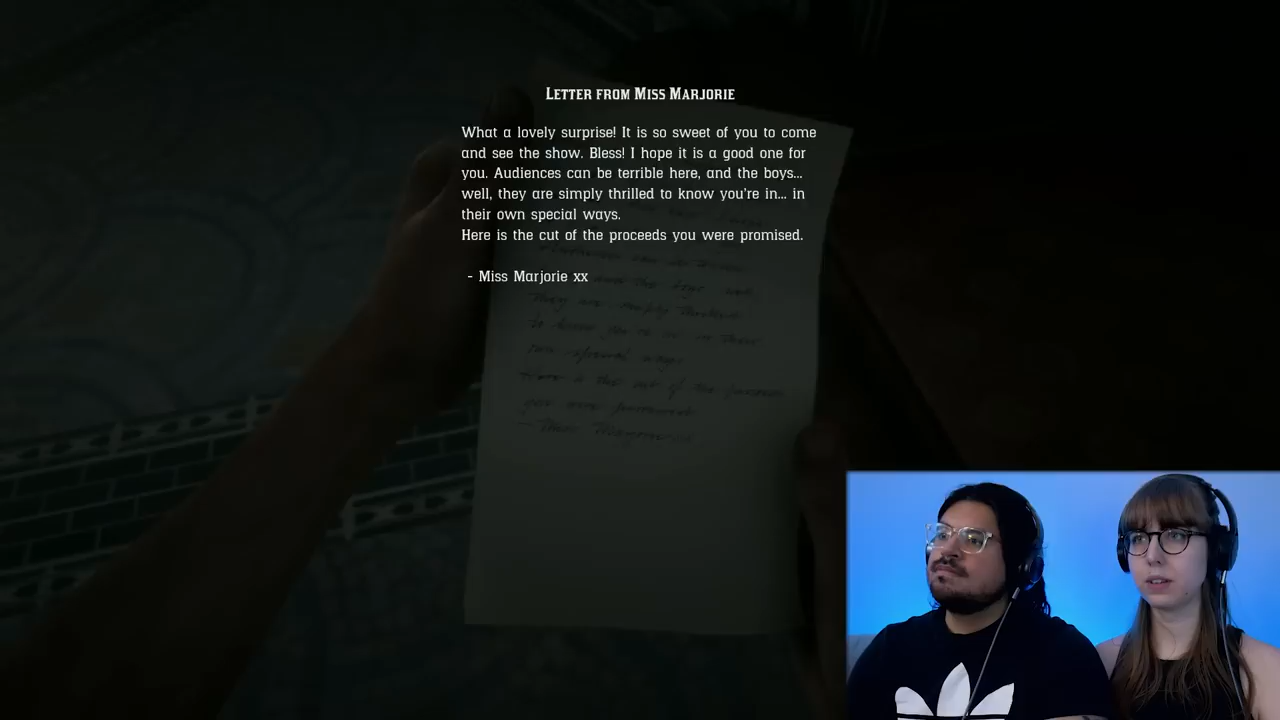 LETTER FROM MISS MARJORIE
What a lovely surprise! It is so sweet of you to come
and see the show. Bless! I hope it is a good one for
you. Audiences can be terrible here, and the boys...
well, they are simply thrilled to know you're in... in
their own special ways.
Here is the cut of the proceeds you were promised.
- Miss Marjorie xx